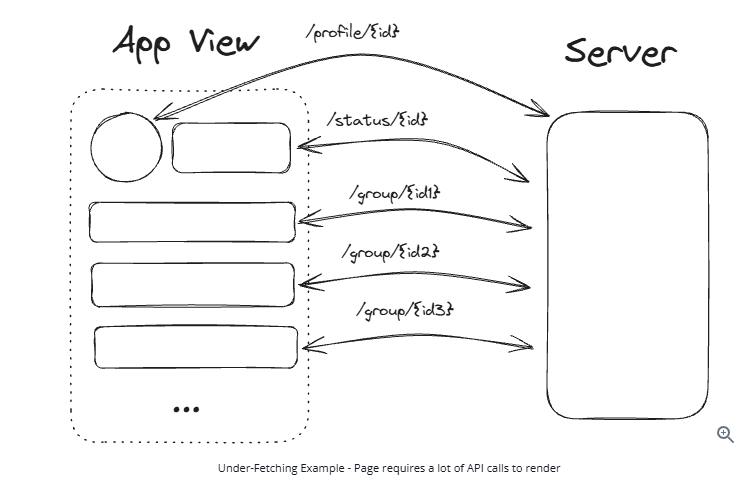 App View
/profile/{id}
Server
/status/{id}
/group/{id1}
/group/{id2}
/group/{id3}
...
Under-Fetching Example - Page requires a lot of API calls to render